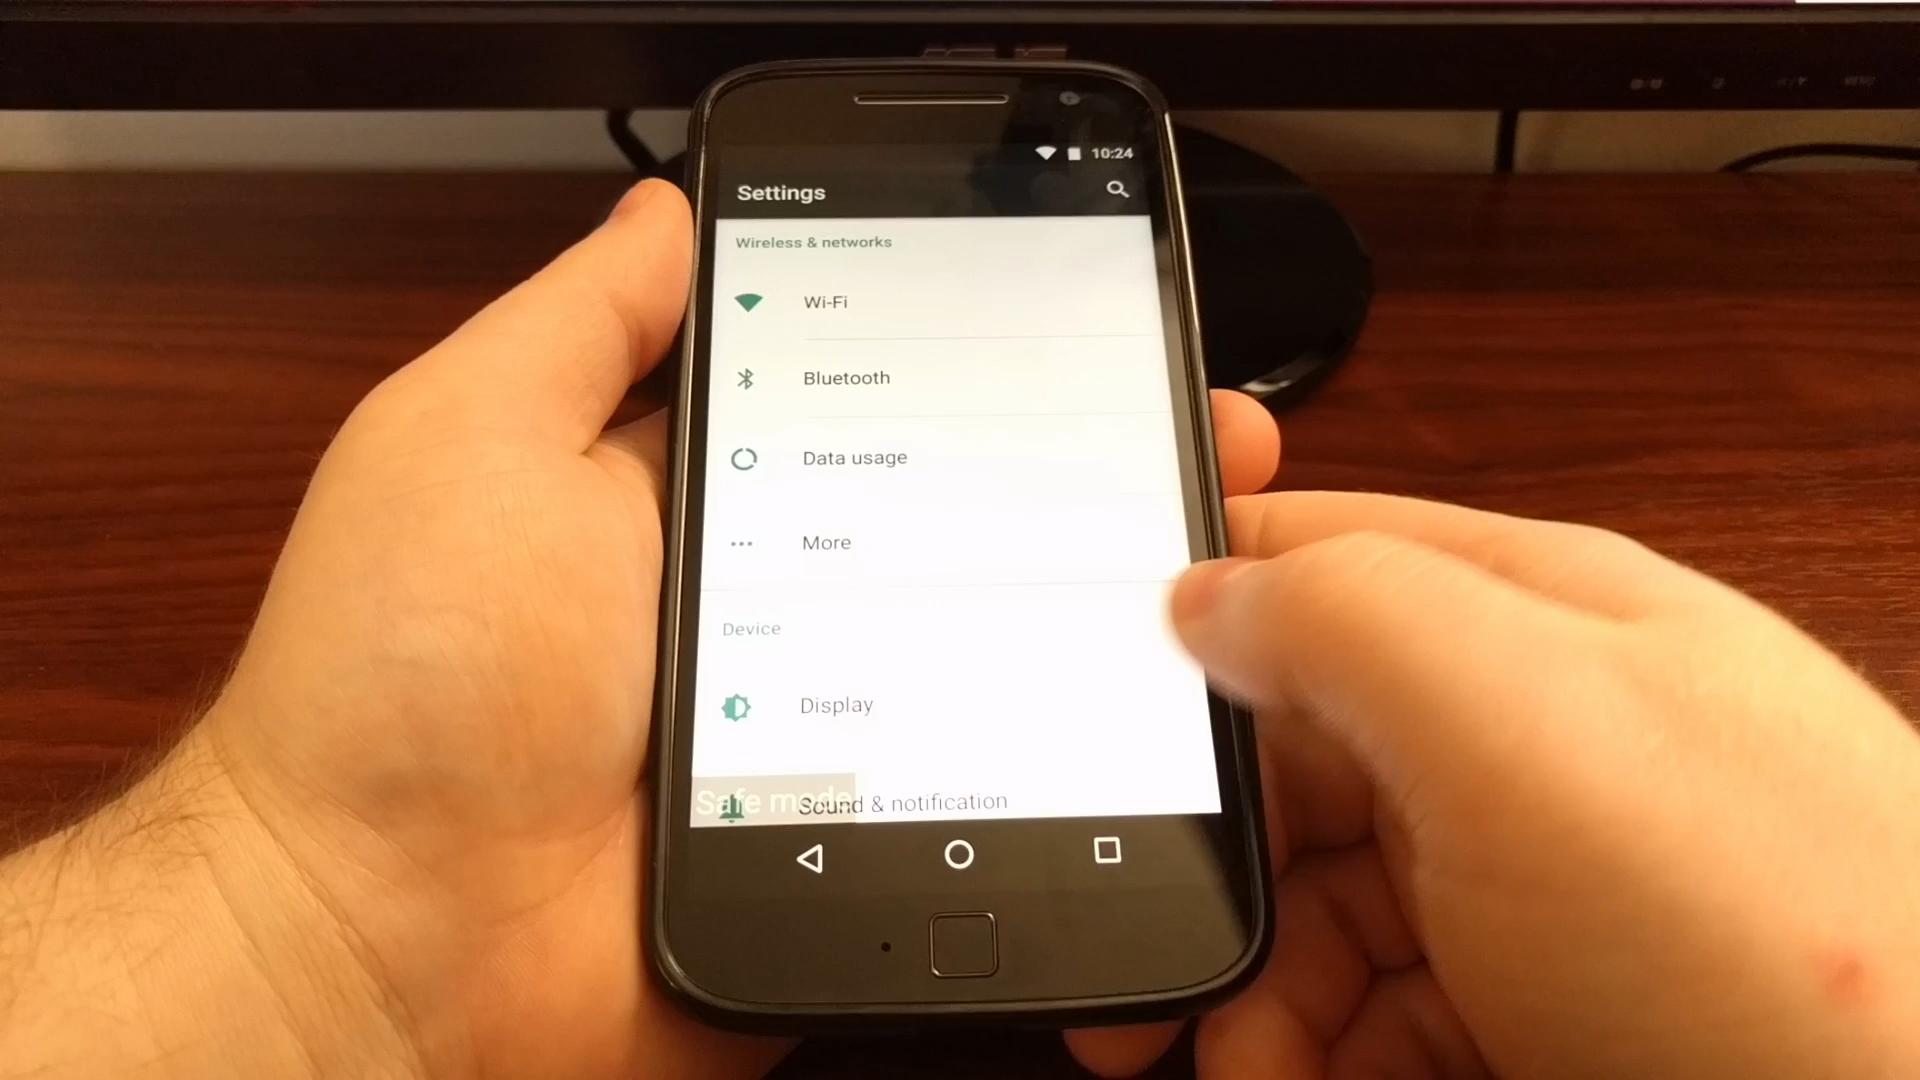 10:24
Settings
Wireless & networks
Wi-Fi
Bluetooth
Data usage
More
Device
Display
Safe mode
Sound & notification